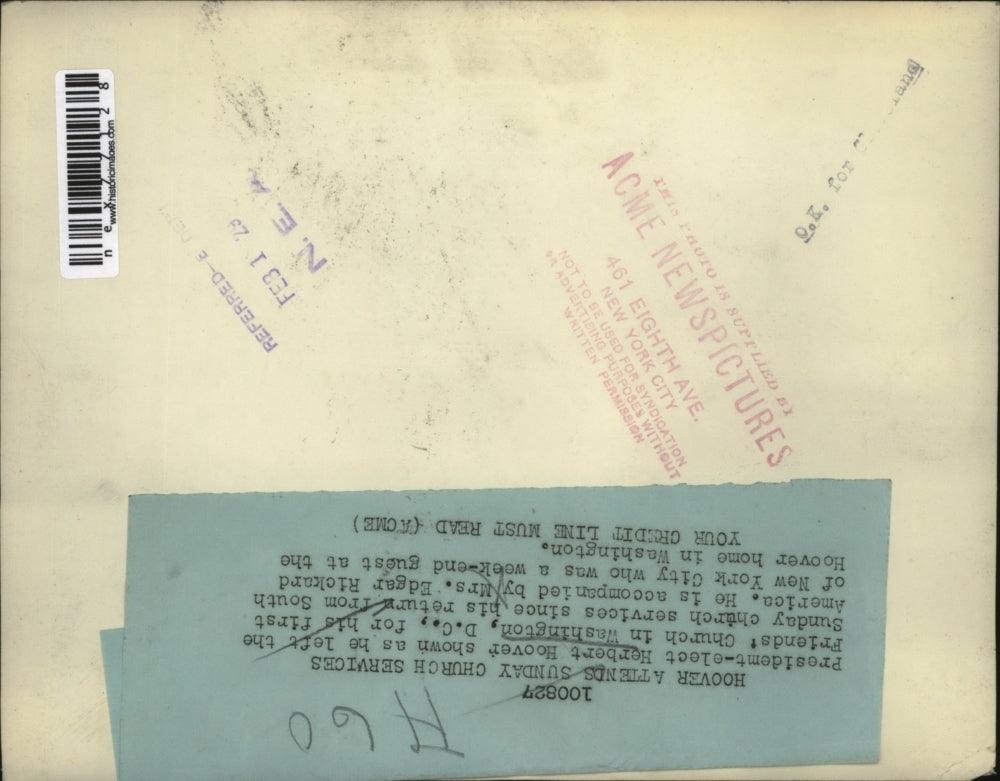 100827
HOOVER ATTENDS SUNDAY CHURCH SERVICES
President-elect Herbert Hoover shown as he left the
Friends' Church in Washington, D.C., for his first
Sunday church services since his return from South
America. He is accompanied by Mrs. Edgar Rickard
of New York City who was a week-end guest at the
Hoover home in Washington.
YOUR CREDIT LINE MUST READ (ACME)
THIS PHOTO IS SUPPLIED BY
ACME NEWSPICTURES
461 EIGHTH AVE.
NEW YORK CITY
NOT TO BE USED FOR SYNDICATION
OR ADVERTISING PURPOSES WITHOUT
WRITTEN PERMISSION
O.K. for
REFERRED-E
FEB 1 29
N. E. A.
www.historicimages.com